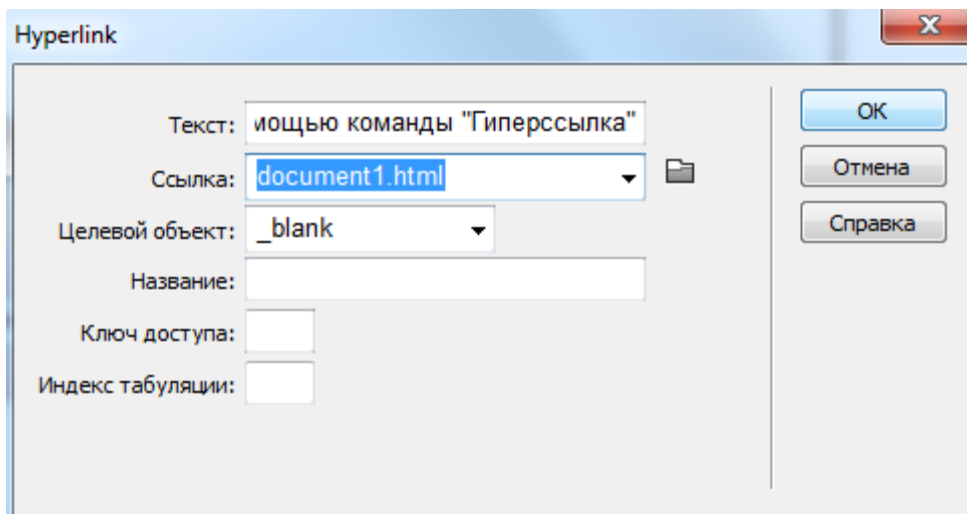 Hyperlink
Текст: мощью команды "Гиперссылка"
Ссылка: document1.html
Целевой объект: _blank
Название:
Ключ доступа:
Индекс табуляции:
OK
Отмена
Справка